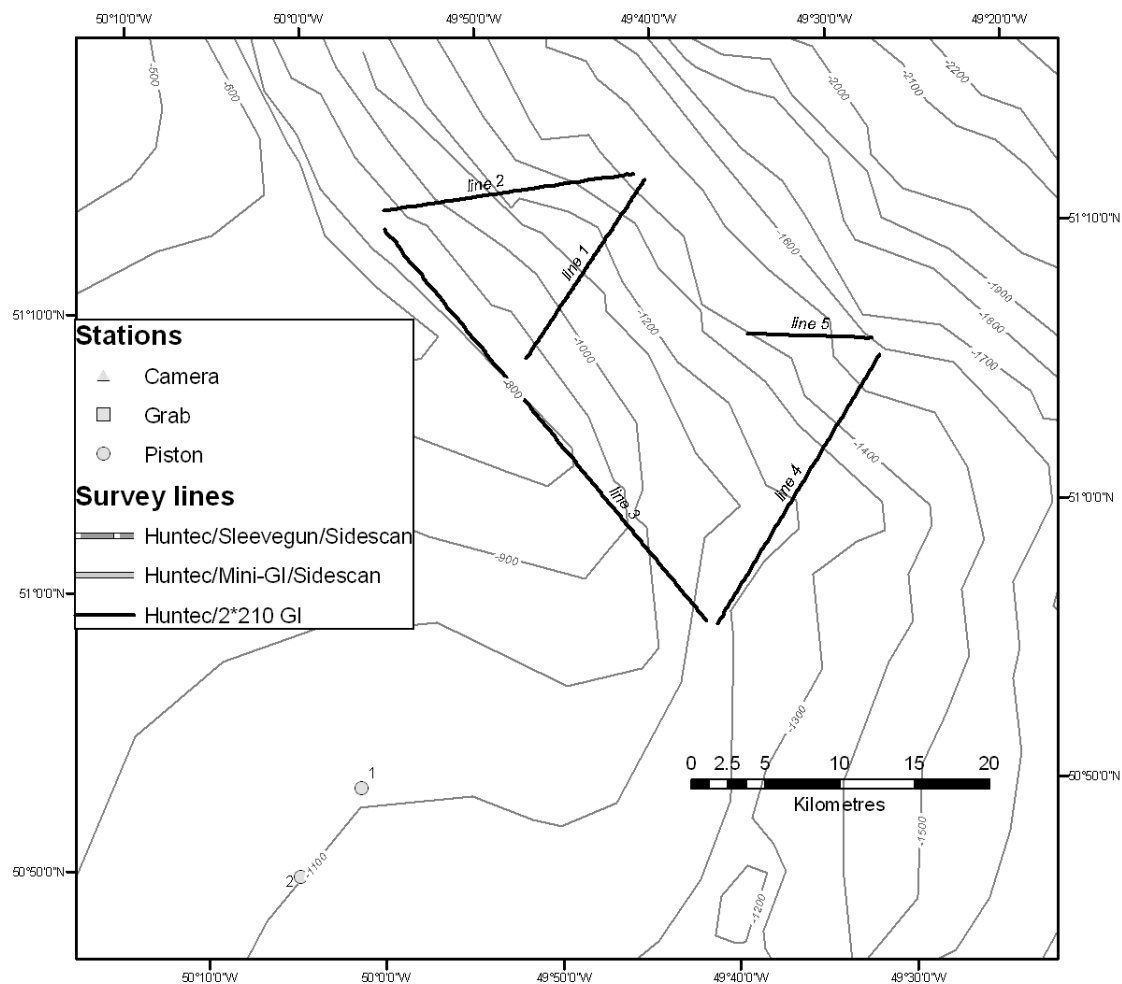 50°10'0"W 50°0'0"W 49°50'0"W 49°40'0"W 49°30'0"W 49°20'0"W
-500
-600
-2200
-2100
-2000
line 2
51°10'0"N
-1600
line 1
-1900
51°10'0"N
-1200
line 5
-1800
Stations
-1000
-1700
Camera
-800
Grab
Piston
-1400
Survey lines
line 4
line 3
51°0'0"N
Huntec/Sleevegun/Sidescan
-900
Huntec/Mini-GI/Sidescan
51°0'0"N
Huntec/2*210 GI
-1300
0 2.5 5 10 15 20
Kilometres
1
50°50'0"N
-1500
50°50'0"N
2
-1100
-1200
50°10'0"W 50°0'0"W 49°50'0"W 49°40'0"W 49°30'0"W